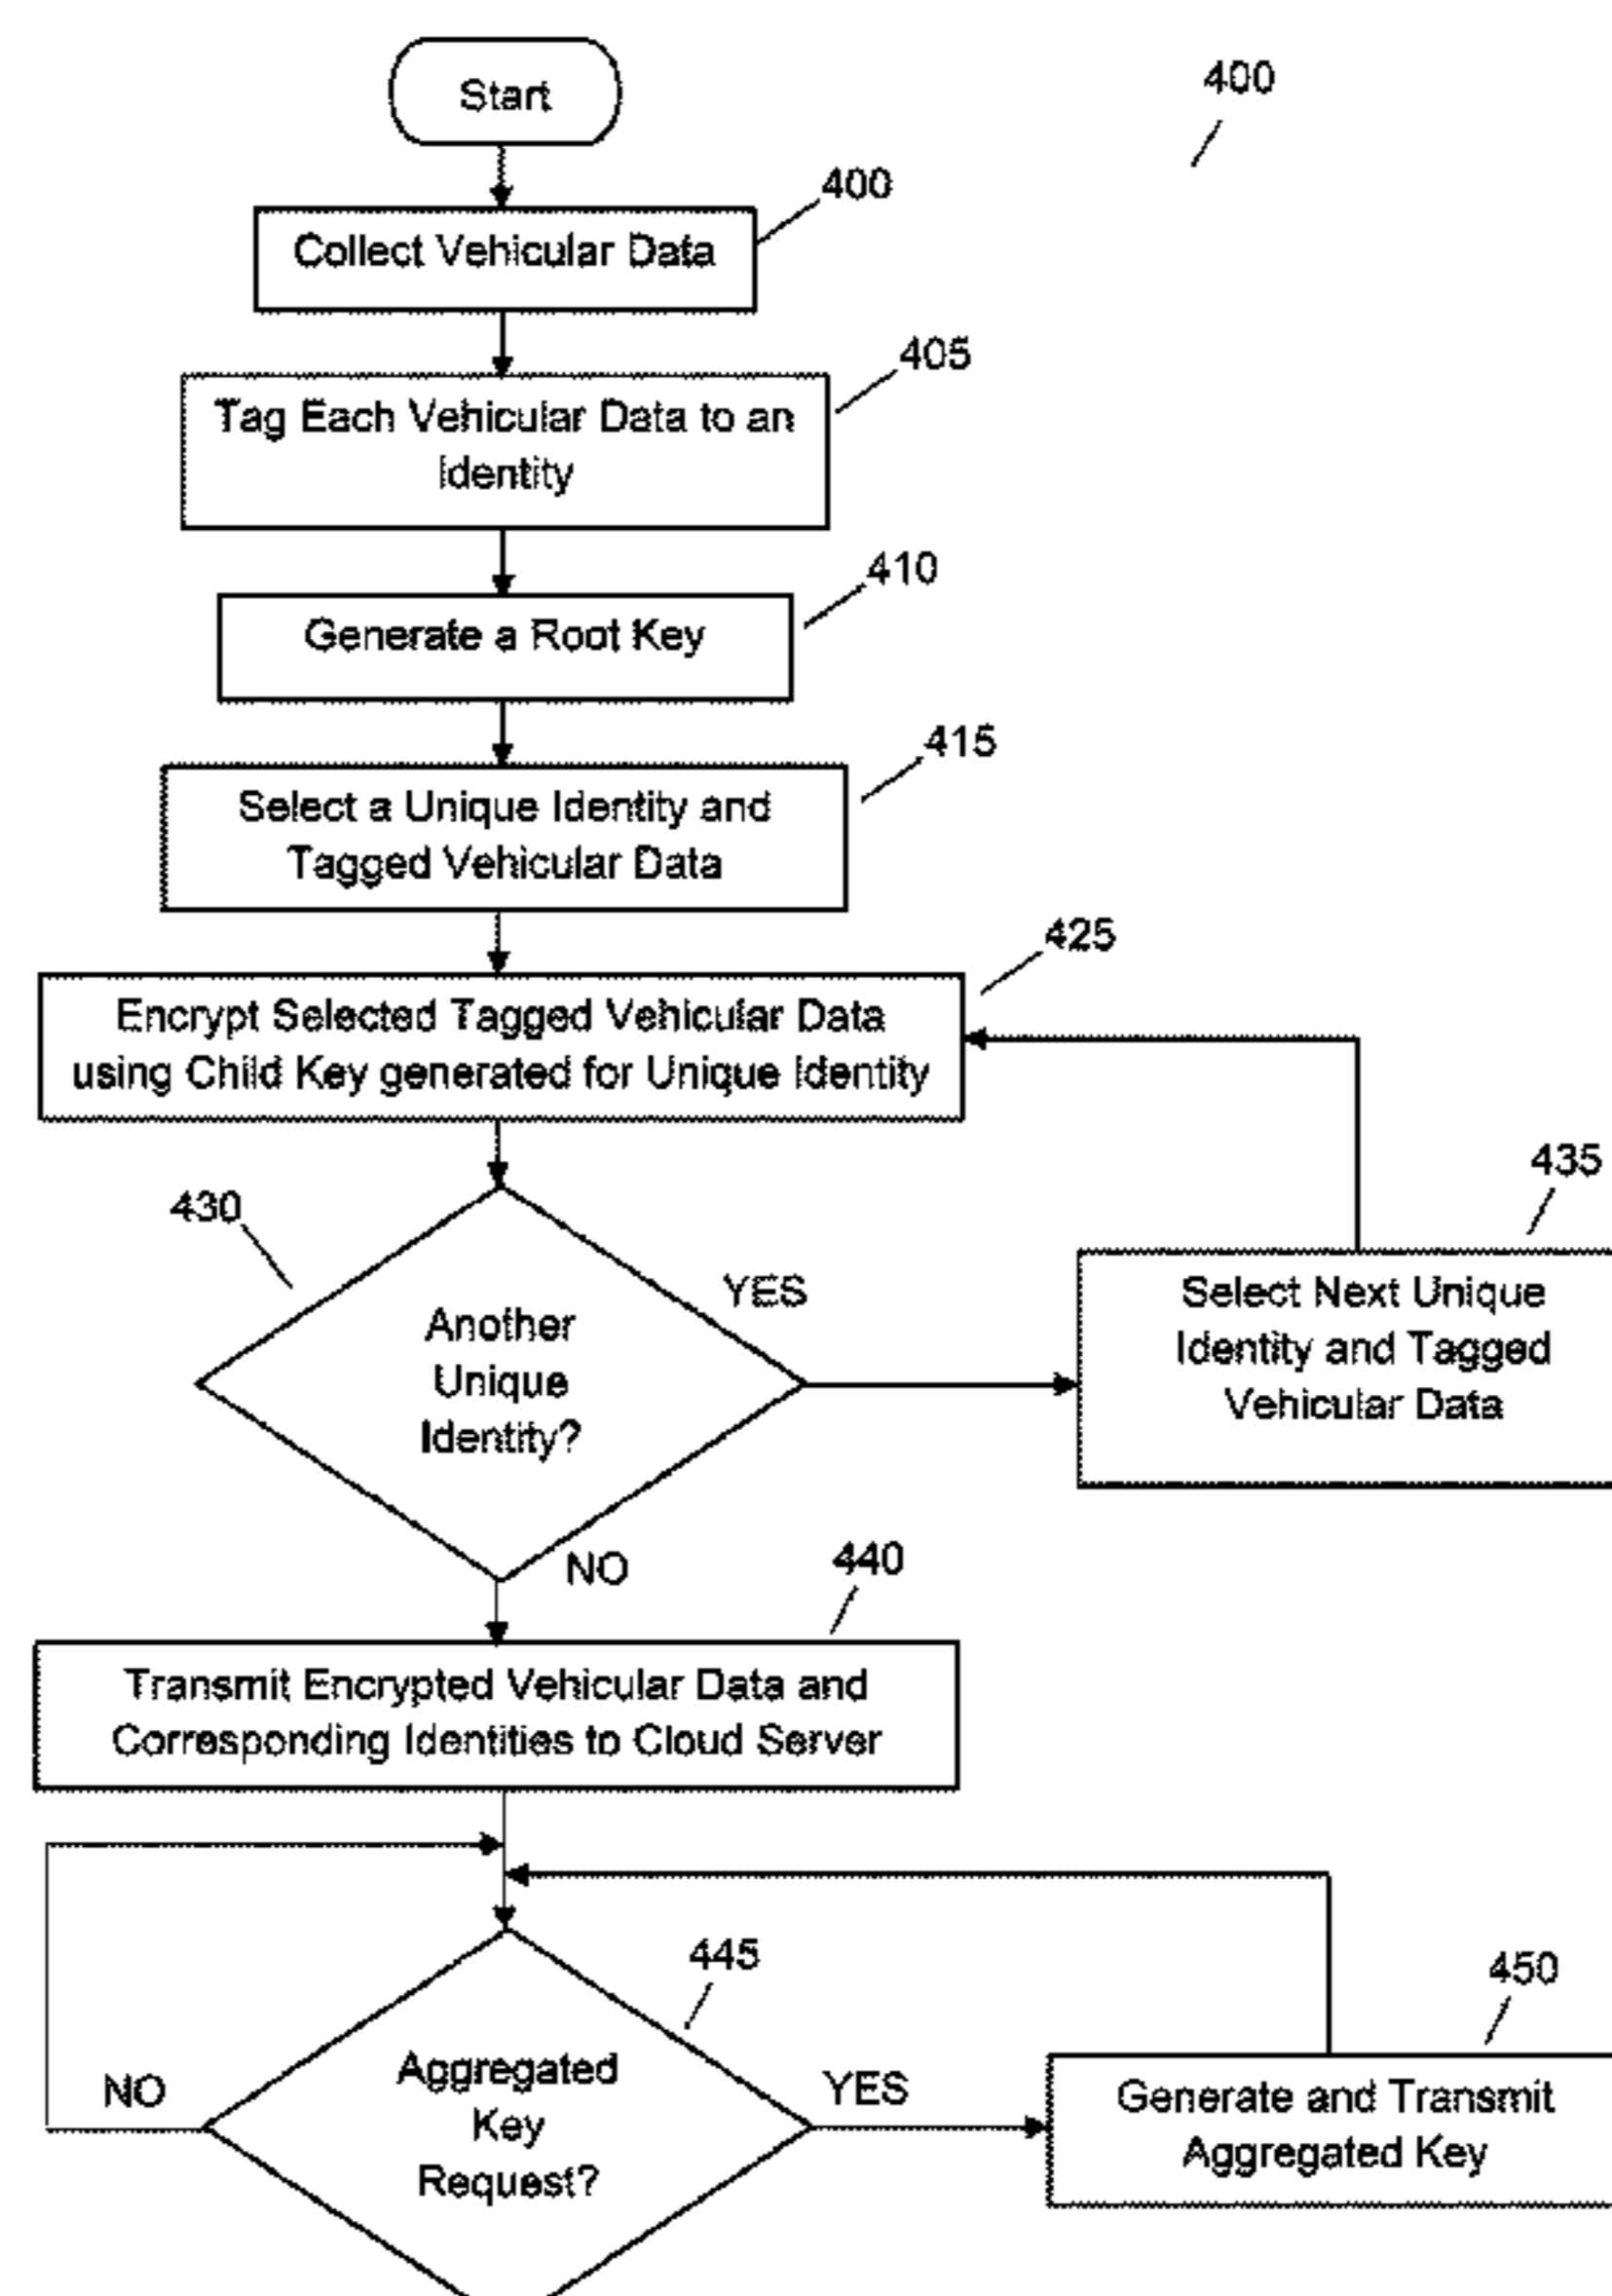 Start
400
400
Collect Vehicular Data
405
Tag Each Vehicular Data to an
Identity
410
Generate a Root Key
415
Select a Unique Identity and
Tagged Vehicular Data
425
Encrypt Selected Tagged Vehicular Data
using Child Key generated for Unique Identity
430
Another
Unique
Identity?
YES
435
Select Next Unique
Identity and Tagged
Vehicular Data
NO
440
Transmit Encrypted Vehicular Data and
Corresponding Identities to Cloud Server
445
Aggregated
Key
Request?
NO
YES
450
Generate and Transmit
Aggregated Key